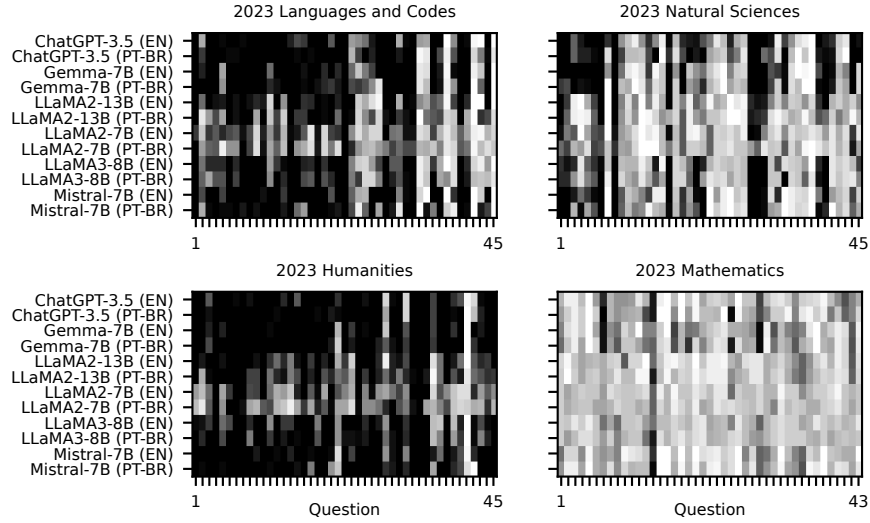 2023 Languages and Codes
ChatGPT-3.5 (EN)
ChatGPT-3.5 (PT-BR)
Gemma-7B (EN)
Gemma-7B (PT-BR)
LLaMA2-13B (EN)
LLaMA2-13B (PT-BR)
LLaMA2-7B (EN)
LLaMA2-7B (PT-BR)
LLaMA3-8B (EN)
LLaMA3-8B (PT-BR)
Mistral-7B (EN)
Mistral-7B (PT-BR)
1 45
2023 Natural Sciences
1 45
2023 Humanities
ChatGPT-3.5 (EN)
ChatGPT-3.5 (PT-BR)
Gemma-7B (EN)
Gemma-7B (PT-BR)
LLaMA2-13B (EN)
LLaMA2-13B (PT-BR)
LLaMA2-7B (EN)
LLaMA2-7B (PT-BR)
LLaMA3-8B (EN)
LLaMA3-8B (PT-BR)
Mistral-7B (EN)
Mistral-7B (PT-BR)
1 45
Question
2023 Mathematics
1 43
Question